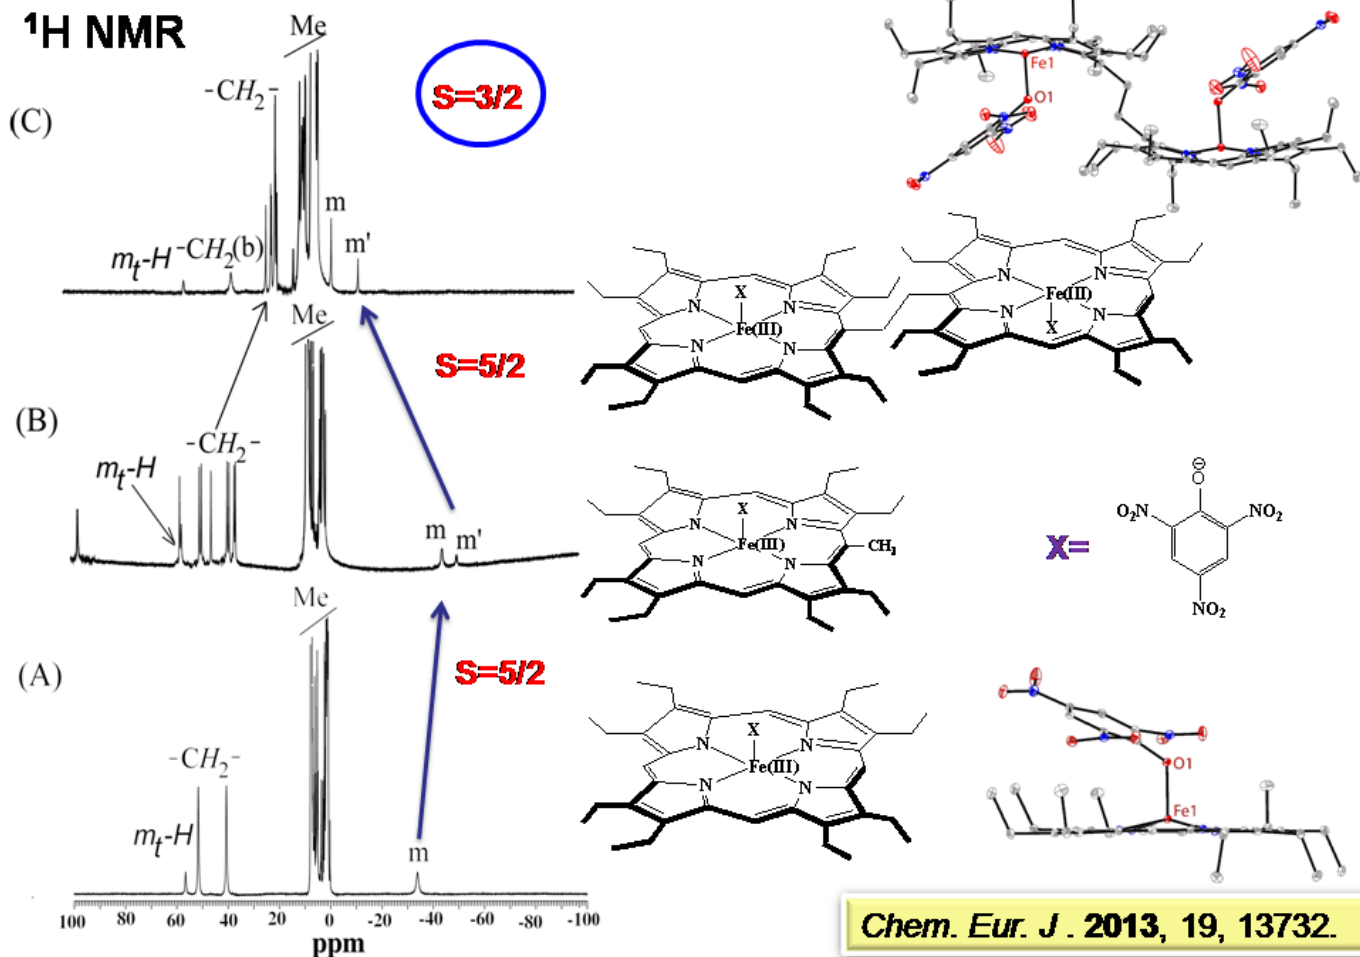 ¹H NMR
Me
-CH₂-
S=3/2
(C)
m
-CH₂(b)
m'
mₜ-H
Me
S=5/2
(B)
-CH₂-
mₜ-H
m
m'
Me
S=5/2
(A)
-CH₂-
mₜ-H
m
100 80 60 40 20 0 -20 -40 -60 -80 -100
ppm
Fe1
O1
X
N
N
Fe(III)
N
N
N
N
Fe(III)
N
N
X
X
N
N
Fe(III)
CH₃
N
N
X=
⊖
O
O₂N
NO₂
NO₂
X
N
N
Fe(III)
N
N
O1
Fe1
Chem. Eur. J . 2013, 19, 13732.